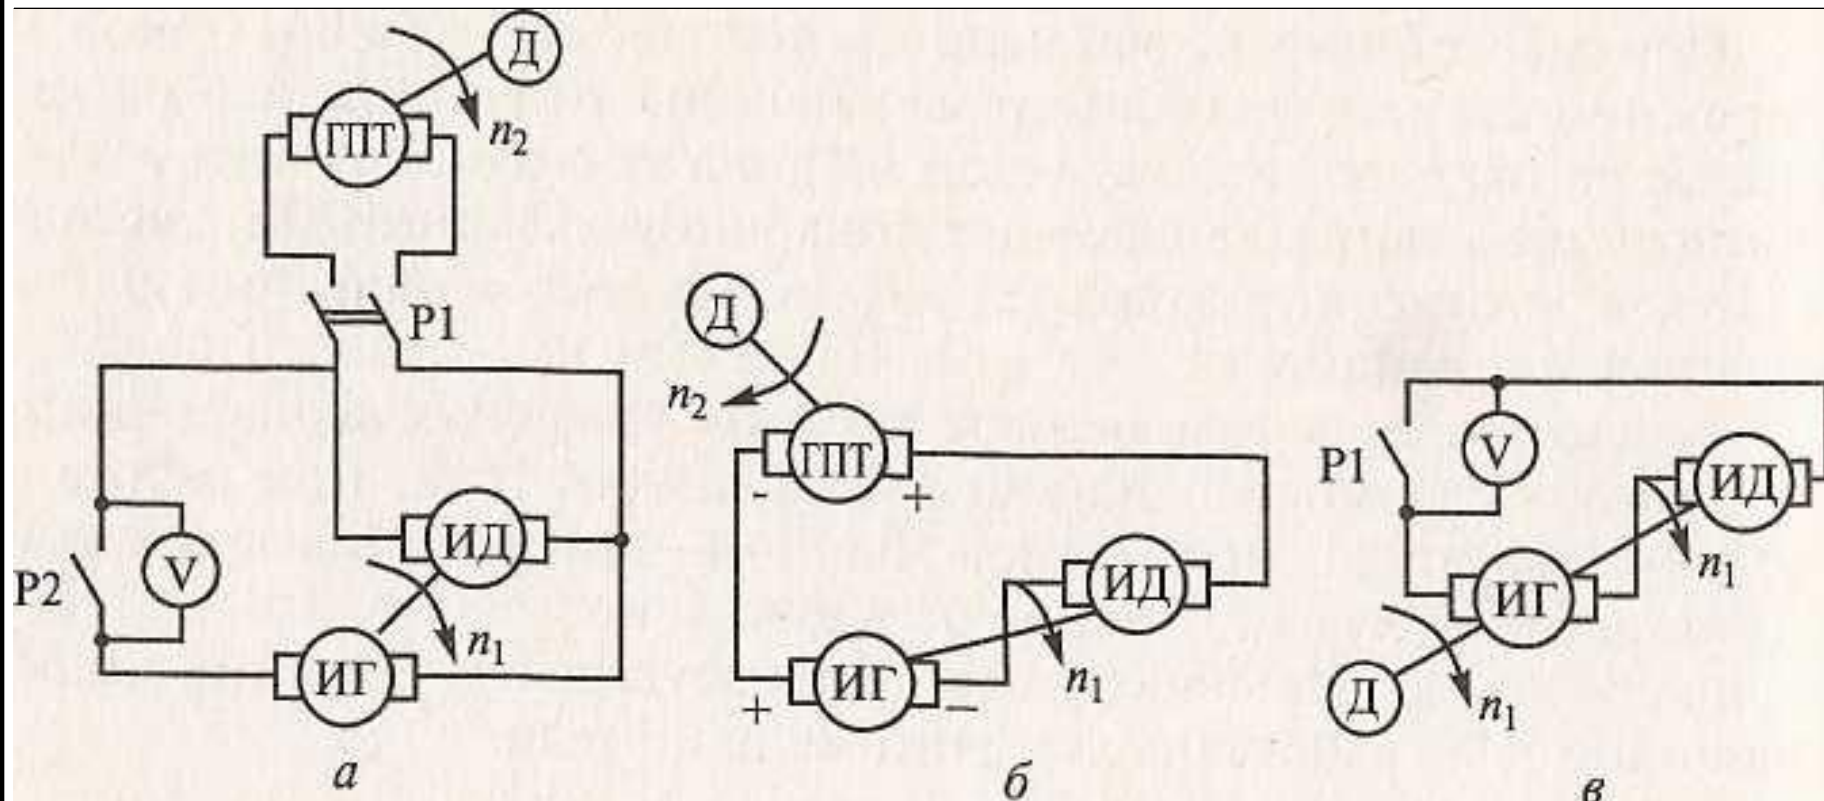 Д
ГПТ
n₂
P1
P2
V
ИД
n₁
ИГ
а
Д
n₂
ГПТ
- +
ИД
n₁
ИГ
+ −
б
P1
V
ИД
n₁
ИГ
Д
n₁
в